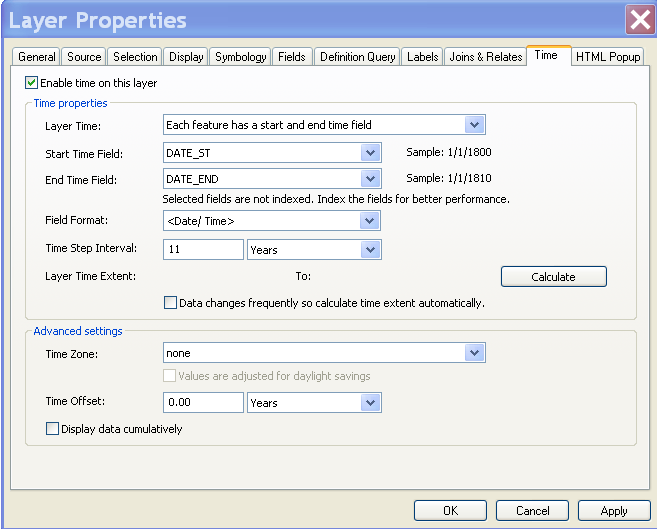 Layer Properties
General Source Selection Display Symbology Fields Definition Query Labels Joins & Relates Time HTML Popup
Enable time on this layer
Time properties
Layer Time: Each feature has a start and end time field
Start Time Field: DATE_ST Sample: 1/1/1800
End Time Field: DATE_END Sample: 1/1/1810
Selected fields are not indexed. Index the fields for better performance.
Field Format: <Date/ Time>
Time Step Interval: 11 Years
Layer Time Extent: To: Calculate
Data changes frequently so calculate time extent automatically.
Advanced settings
Time Zone: none
Values are adjusted for daylight savings
Time Offset: 0.00 Years
Display data cumulatively
OK Cancel Apply